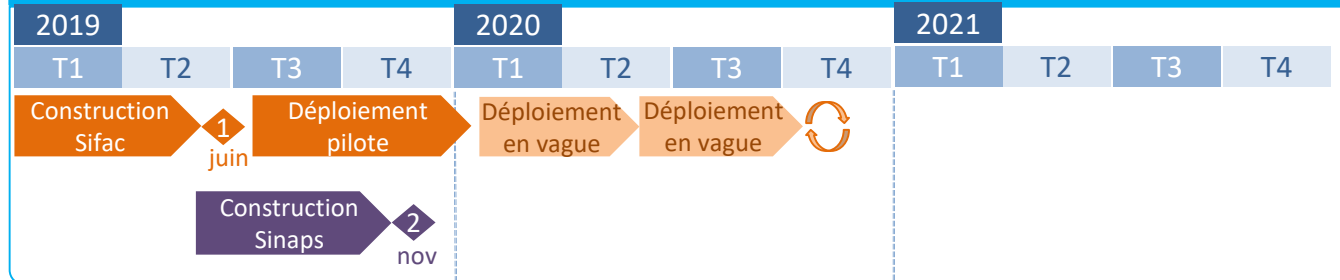 2019 2020 2021
T1 T2 T3 T4 T1 T2 T3 T4 T1 T2 T3 T4
Construction
Sifac
1
juin
Déploiement
pilote
Déploiement
en vague
Déploiement
en vague
Construction
Sinaps
2
nov